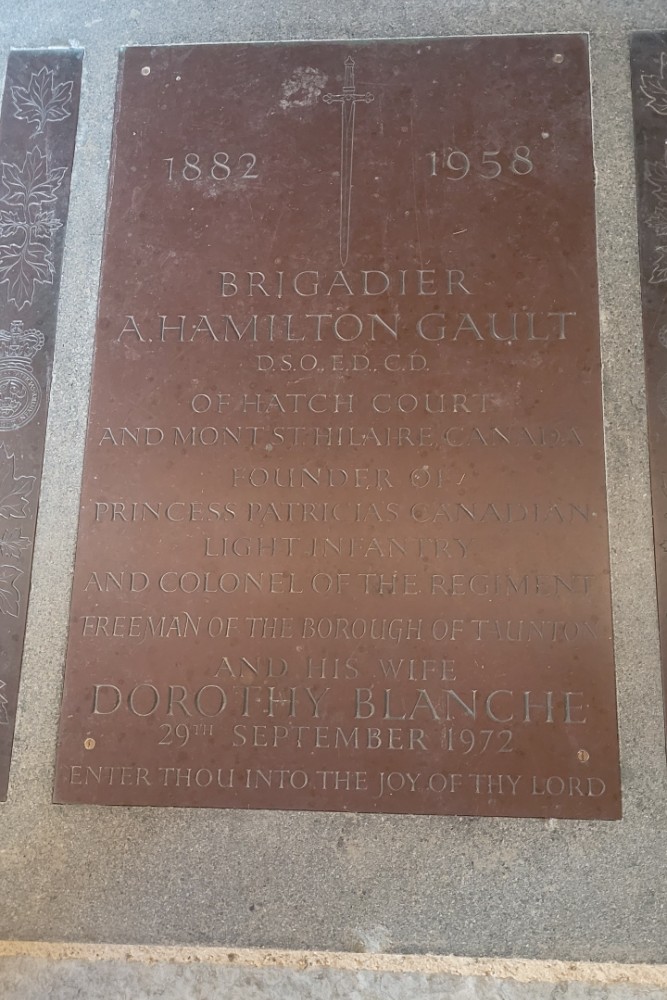 1882 1958
BRIGADIER
A. HAMILTON GAULT
D.S.O., E.D., C.D.
OF HATCH COURT
AND MONT ST. HILAIRE, CANADA
FOUNDER OF
PRINCESS PATRICIA'S CANADIAN
LIGHT INFANTRY
AND COLONEL OF THE REGIMENT
FREEMAN OF THE BOROUGH OF TAUNTON
AND HIS WIFE
DOROTHY BLANCHE
29TH SEPTEMBER 1972
ENTER THOU INTO THE JOY OF THY LORD